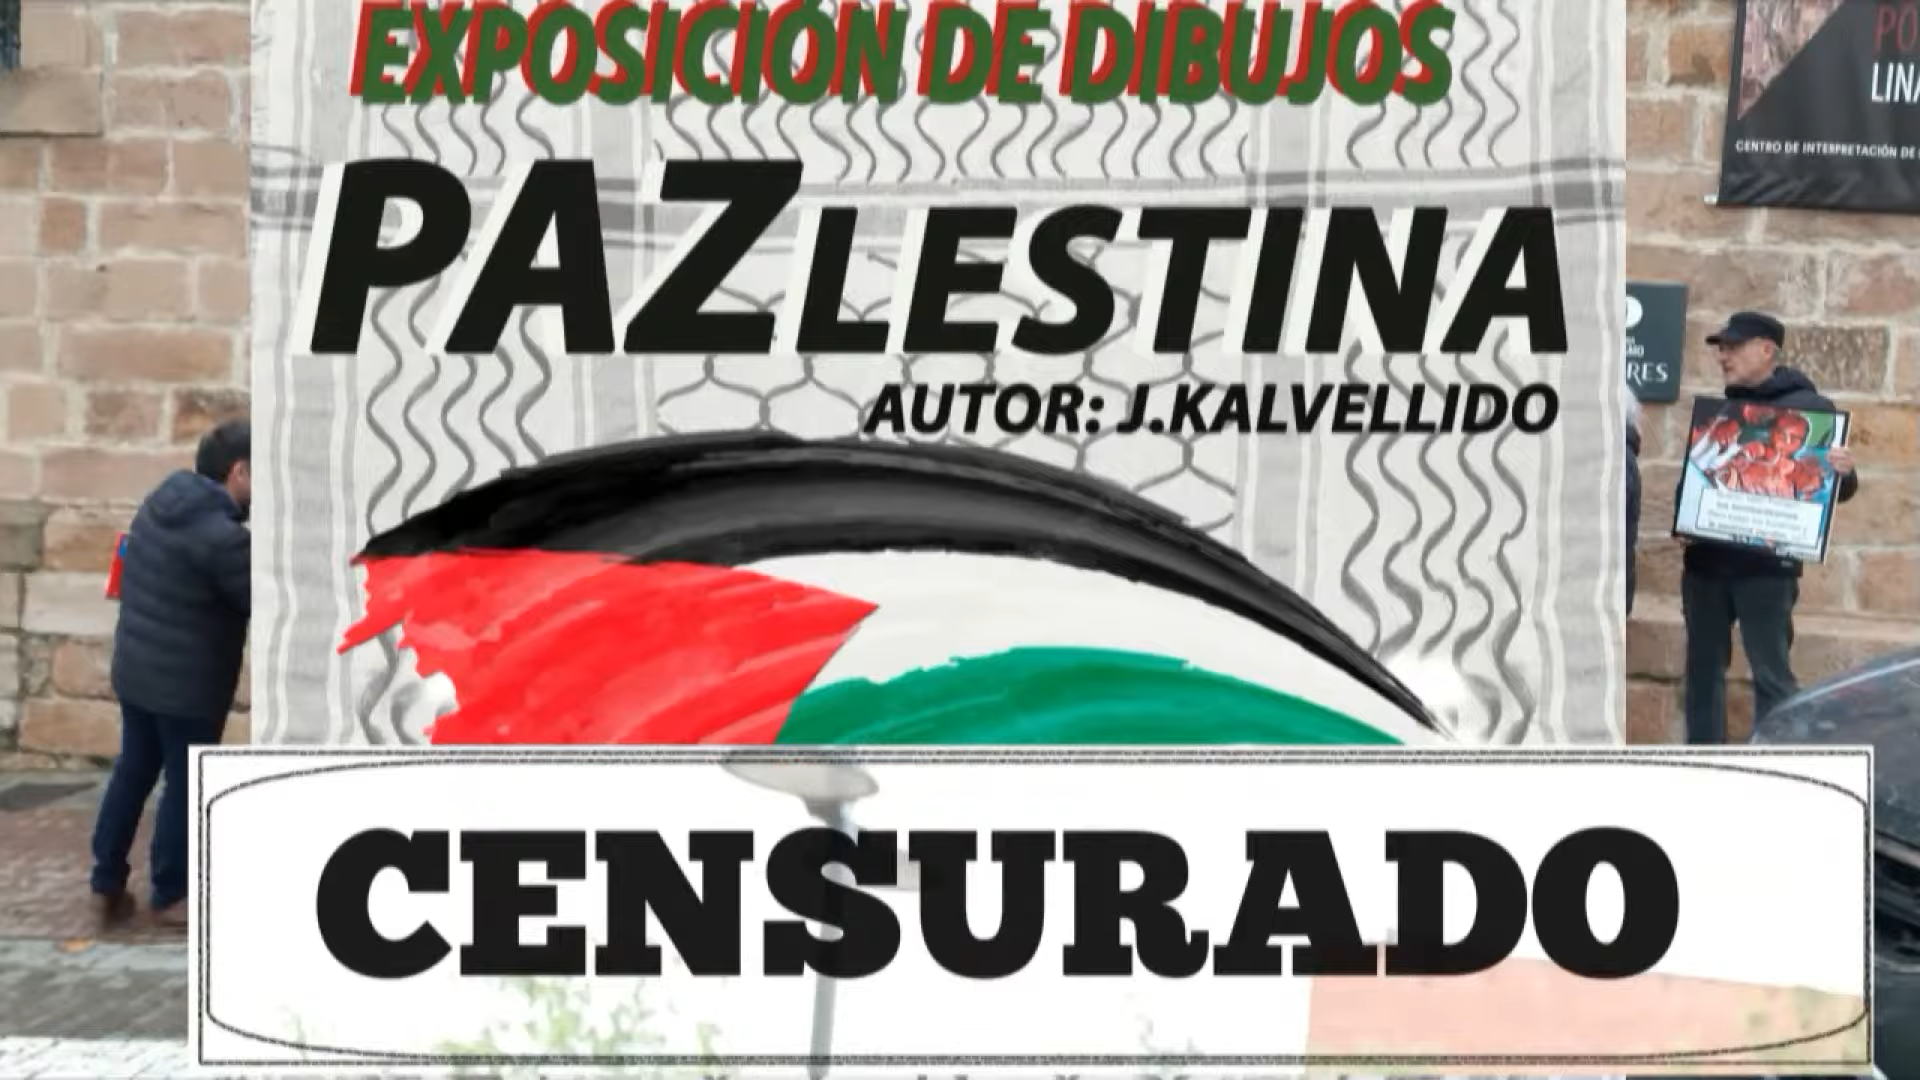 EXPOSICIÓN DE DIBUJOS
PAZLESTINA
AUTOR: J.KALVELLIDO
CENSURADO
LINA
CENTRO DE INTERPRETACIÓN DE
RES